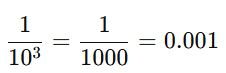 1/10³ = 1/1000 = 0.001